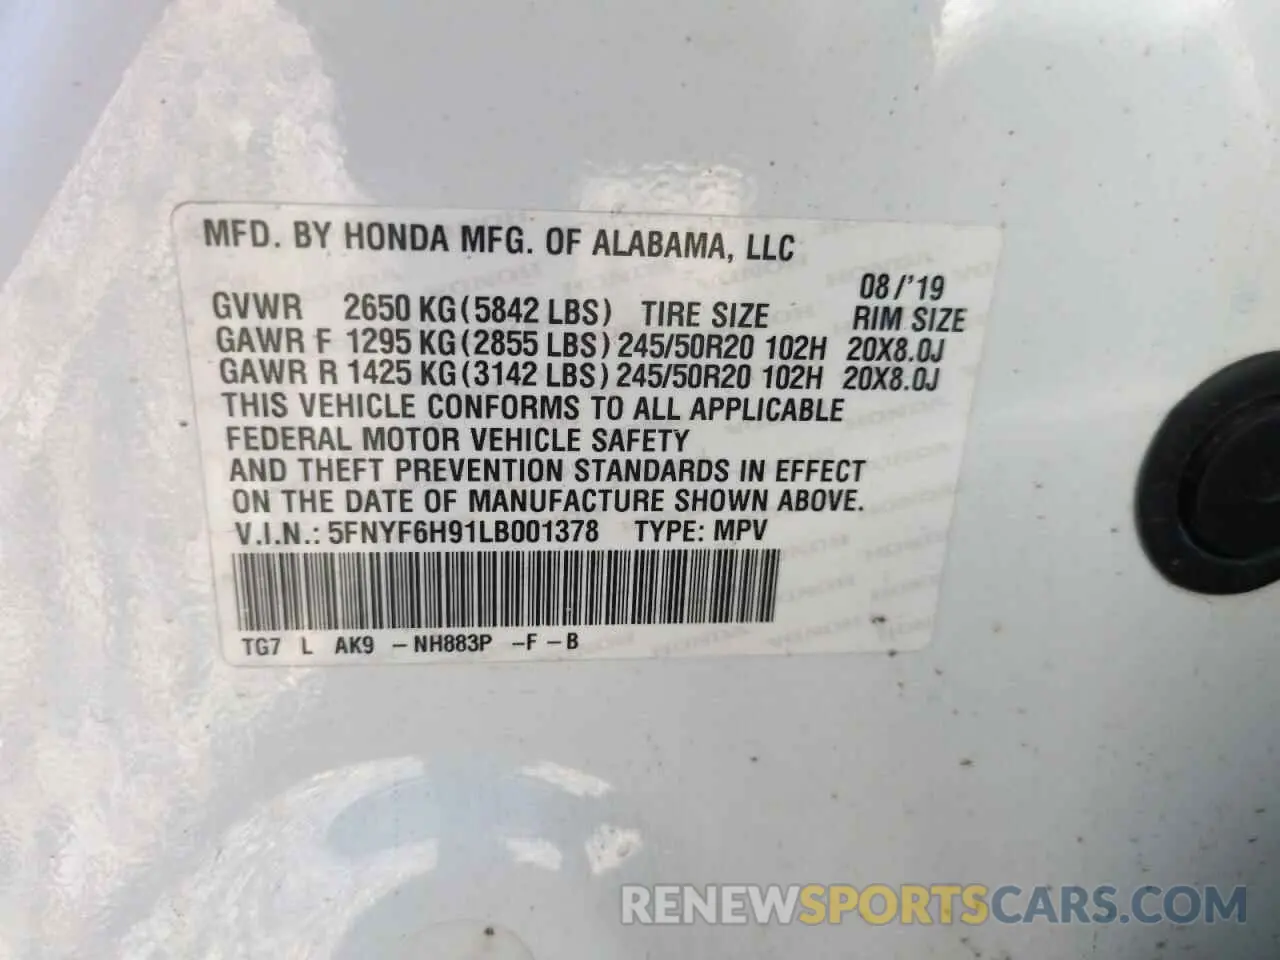 MFD. BY HONDA MFG. OF ALABAMA, LLC
08/'19
GVWR 2650 KG (5842 LBS) TIRE SIZE RIM SIZE
GAWR F 1295 KG (2855 LBS) 245/50R20 102H 20X8.0J
GAWR R 1425 KG (3142 LBS) 245/50R20 102H 20X8.0J
THIS VEHICLE CONFORMS TO ALL APPLICABLE
FEDERAL MOTOR VEHICLE SAFETY
AND THEFT PREVENTION STANDARDS IN EFFECT
ON THE DATE OF MANUFACTURE SHOWN ABOVE.
V.I.N.: 5FNYF6H91LB001378 TYPE: MPV
TG7 L AK9 – NH883P –F – B
RENEWSPORTSCARS.COM